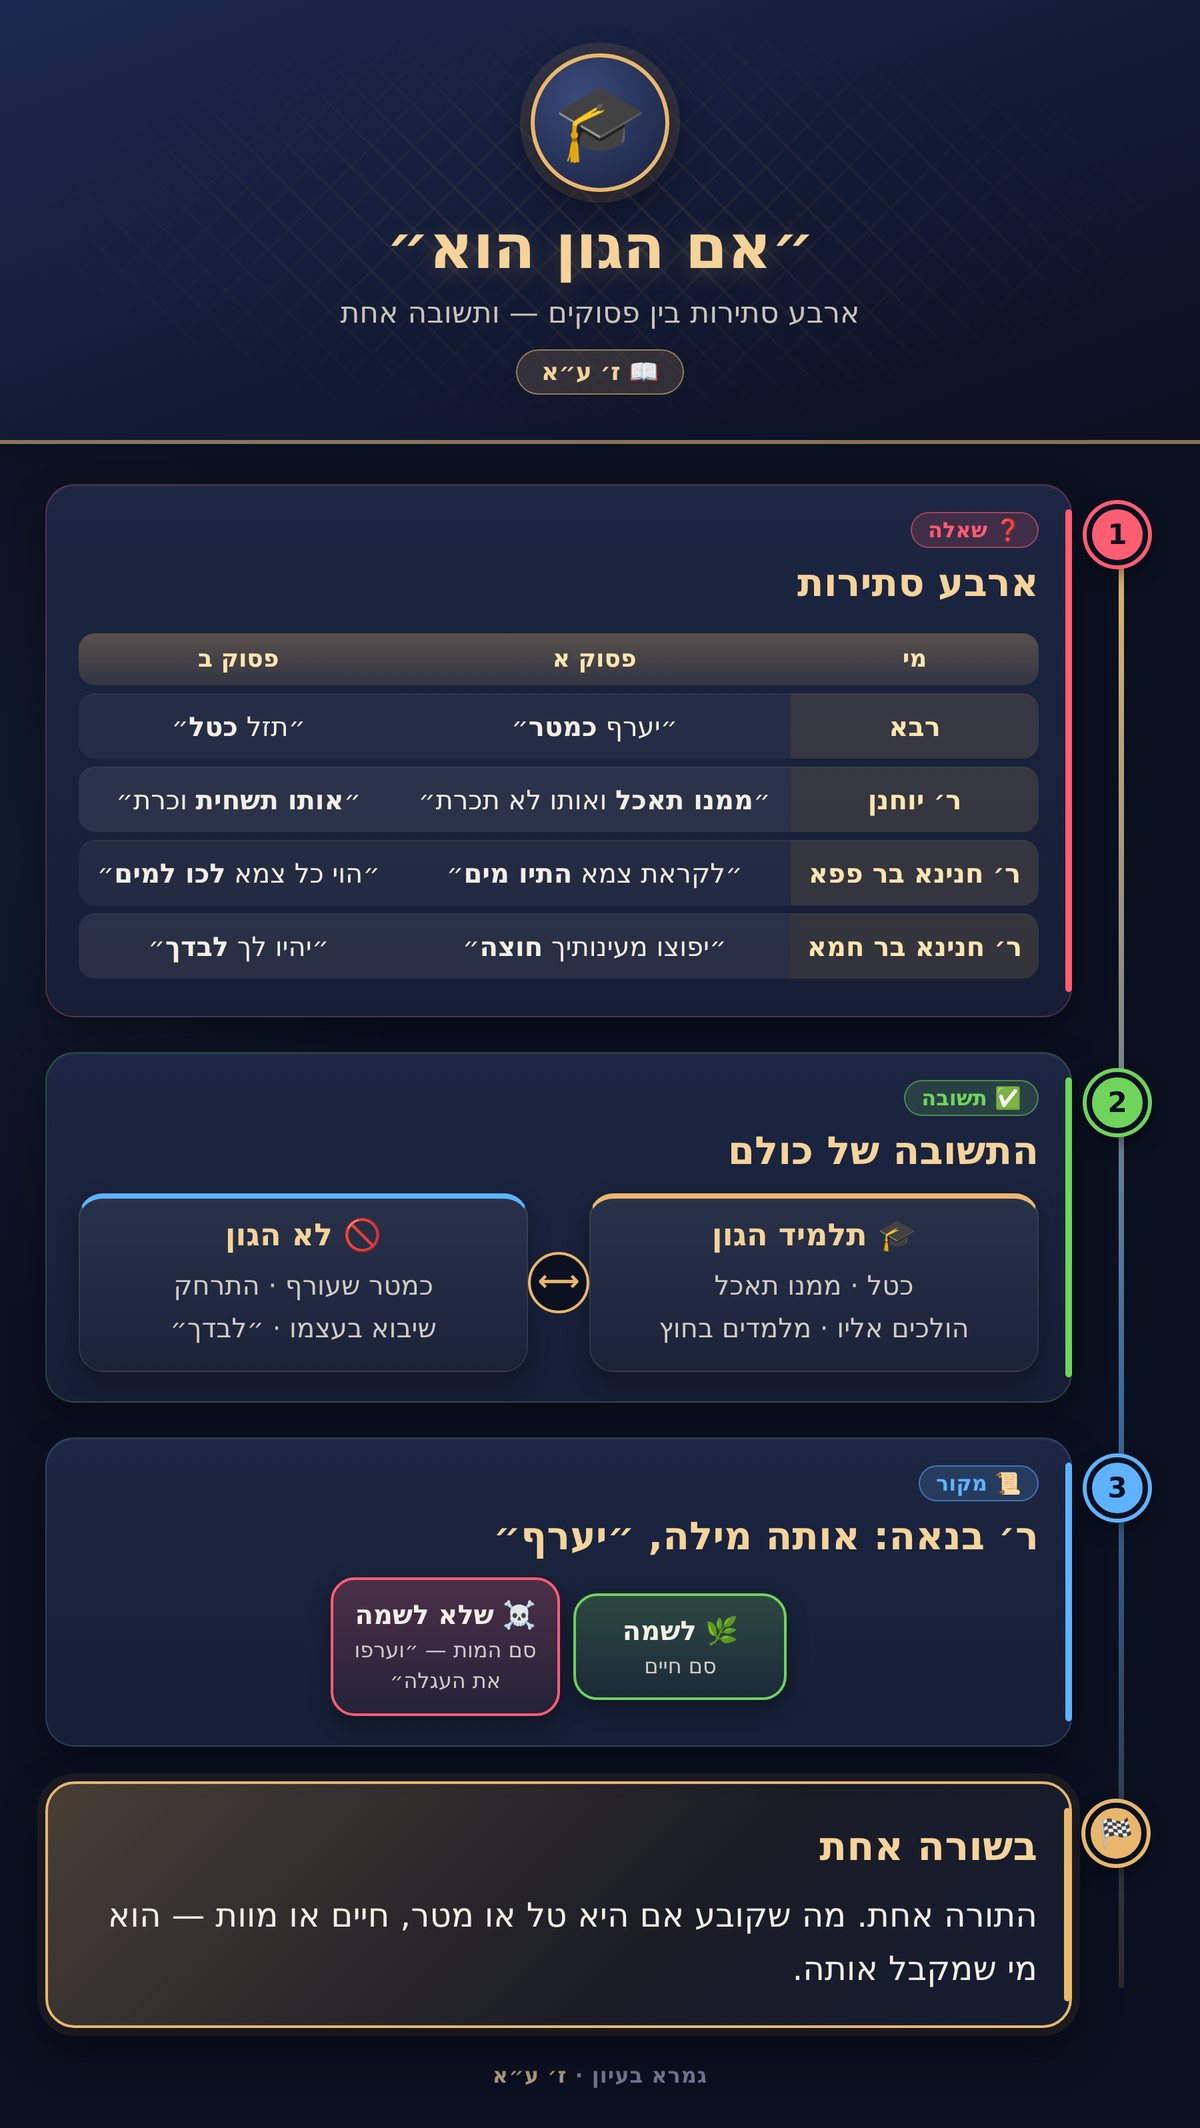 ״אם הגון הוא״
ארבע סתירות בין פסוקים — ותשובה אחת
ז׳ ע״א
1
שאלה
ארבע סתירות
מי פסוק א פסוק ב
רבא ״יערף כמטר״ ״תזל כטל״
ר׳ יוחנן ״ממנו תאכל ואותו לא תכרת״ ״אותו תשחית וכרת״
ר׳ חנינא בר פפא ״לקראת צמא התיו מים״ ״הוי כל צמא לכו למים״
ר׳ חנינא בר חמא ״יפוצו מעינותיך חוצה״ ״יהיו לך לבדך״
2
תשובה
התשובה של כולם
תלמיד הגון
כטל · ממנו תאכל
הולכים אליו · מלמדים בחוץ
לא הגון
כמטר שעורף · התרחק
שיבוא בעצמו · ״לבדך״
3
מקור
ר׳ בנאה: אותה מילה, ״יערף״
לשמה
סם חיים
שלא לשמה
סם המות — ״וערפו
את העגלה״
בשורה אחת
התורה אחת. מה שקובע אם היא טל או מטר, חיים או מוות — הוא
מי שמקבל אותה.
גמרא בעיון · ז׳ ע״א